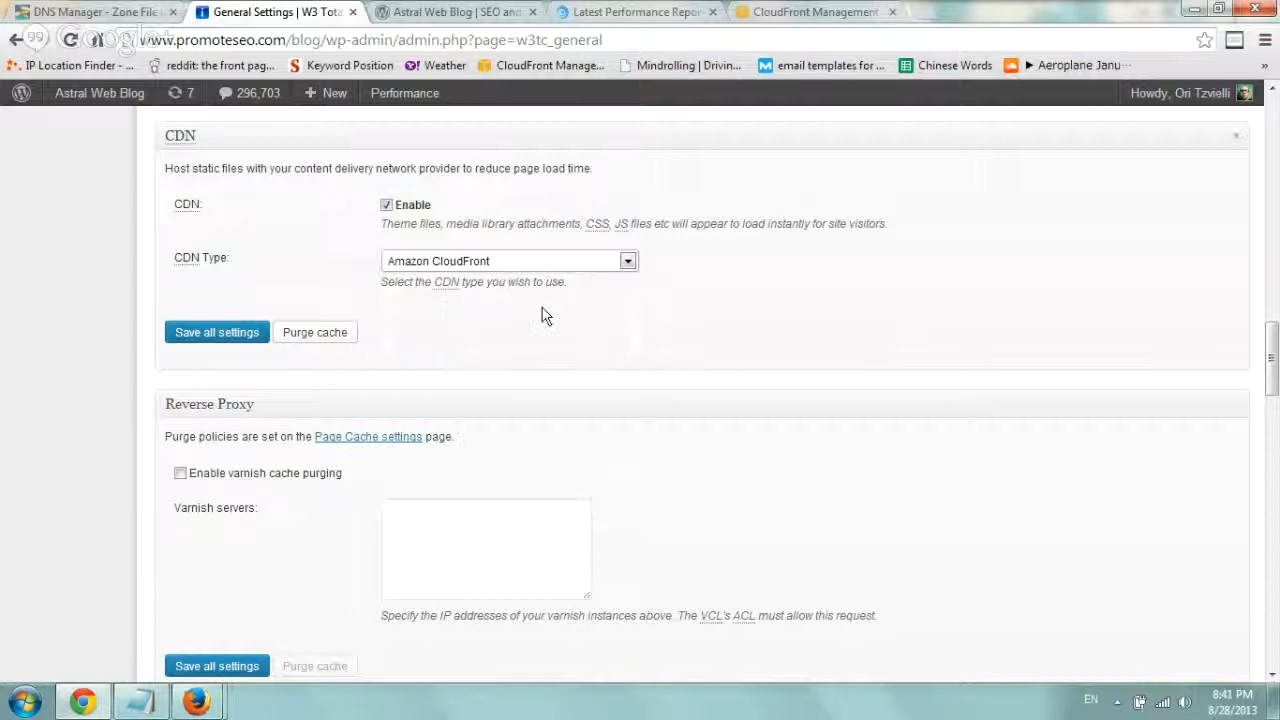 DNS Manager - Zone File
General Settings | W3 Tota
Astral Web Blog | SEO and
Latest Performance Repor
CloudFront Management
www.promoteseo.com/blog/wp-admin/admin.php?page=w3tc_general
IP Location Finder - ...
reddit: the front pag...
Keyword Position
Weather
CloudFront Manage...
Mindrolling | Drivin...
email templates for ...
Chinese Words
Aeroplane Janu
»
Astral Web Blog
7
296,703
New
Performance
Howdy, Ori Tzvielli
CDN
Host static files with your content delivery network provider to reduce page load time.
CDN:
Enable
Theme files, media library attachments, CSS, JS files etc will appear to load instantly for site visitors.
CDN Type:
Amazon CloudFront
Select the CDN type you wish to use.
Save all settings
Purge cache
Reverse Proxy
Purge policies are set on the Page Cache settings page.
Enable varnish cache purging
Varnish servers:
Specify the IP addresses of your varnish instances above. The VCL's ACL must allow this request.
Save all settings
Purge cache
EN
8:41 PM
8/28/2013